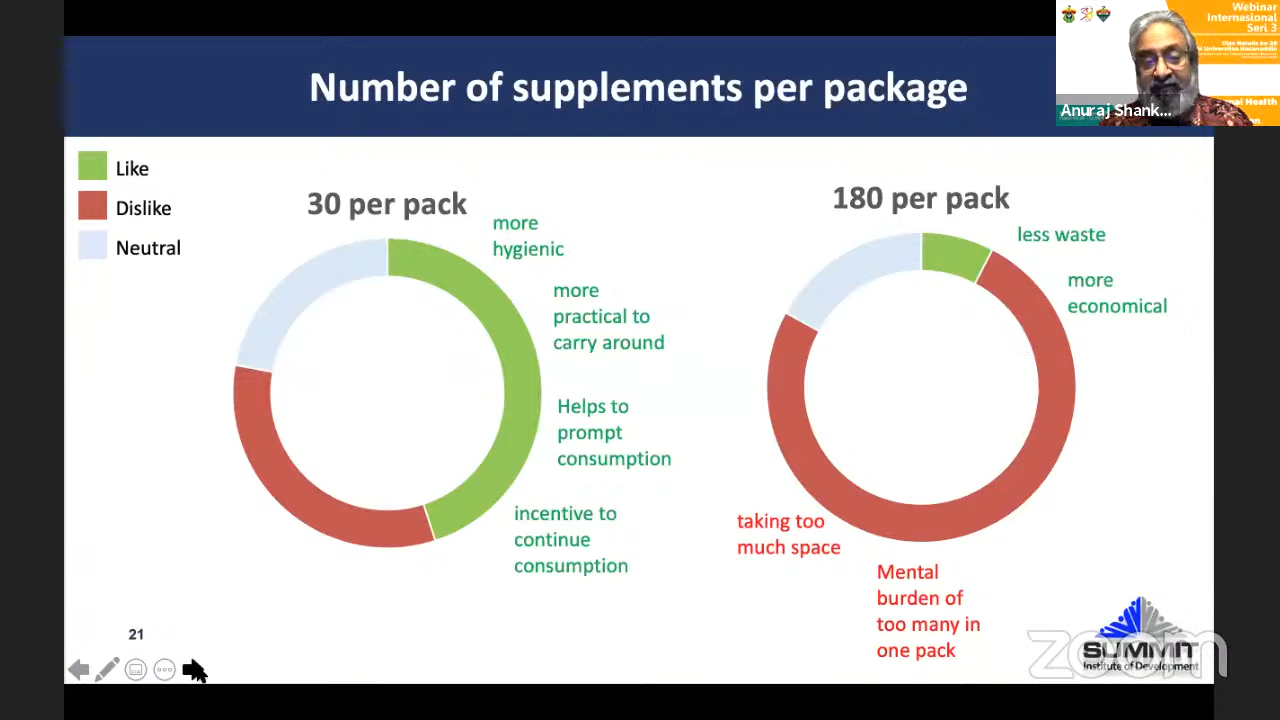 Number of supplements per package
Webinar
Internasional
Seri 3
Anuraj Shank...
Like
Dislike
Neutral
30 per pack
more
hygienic
more
practical to
carry around
Helps to
prompt
consumption
incentive to
continue
consumption
180 per pack
less waste
more
economical
taking too
much space
Mental
burden of
too many in
one pack
21
zoom
SUMMIT
Institute of Development